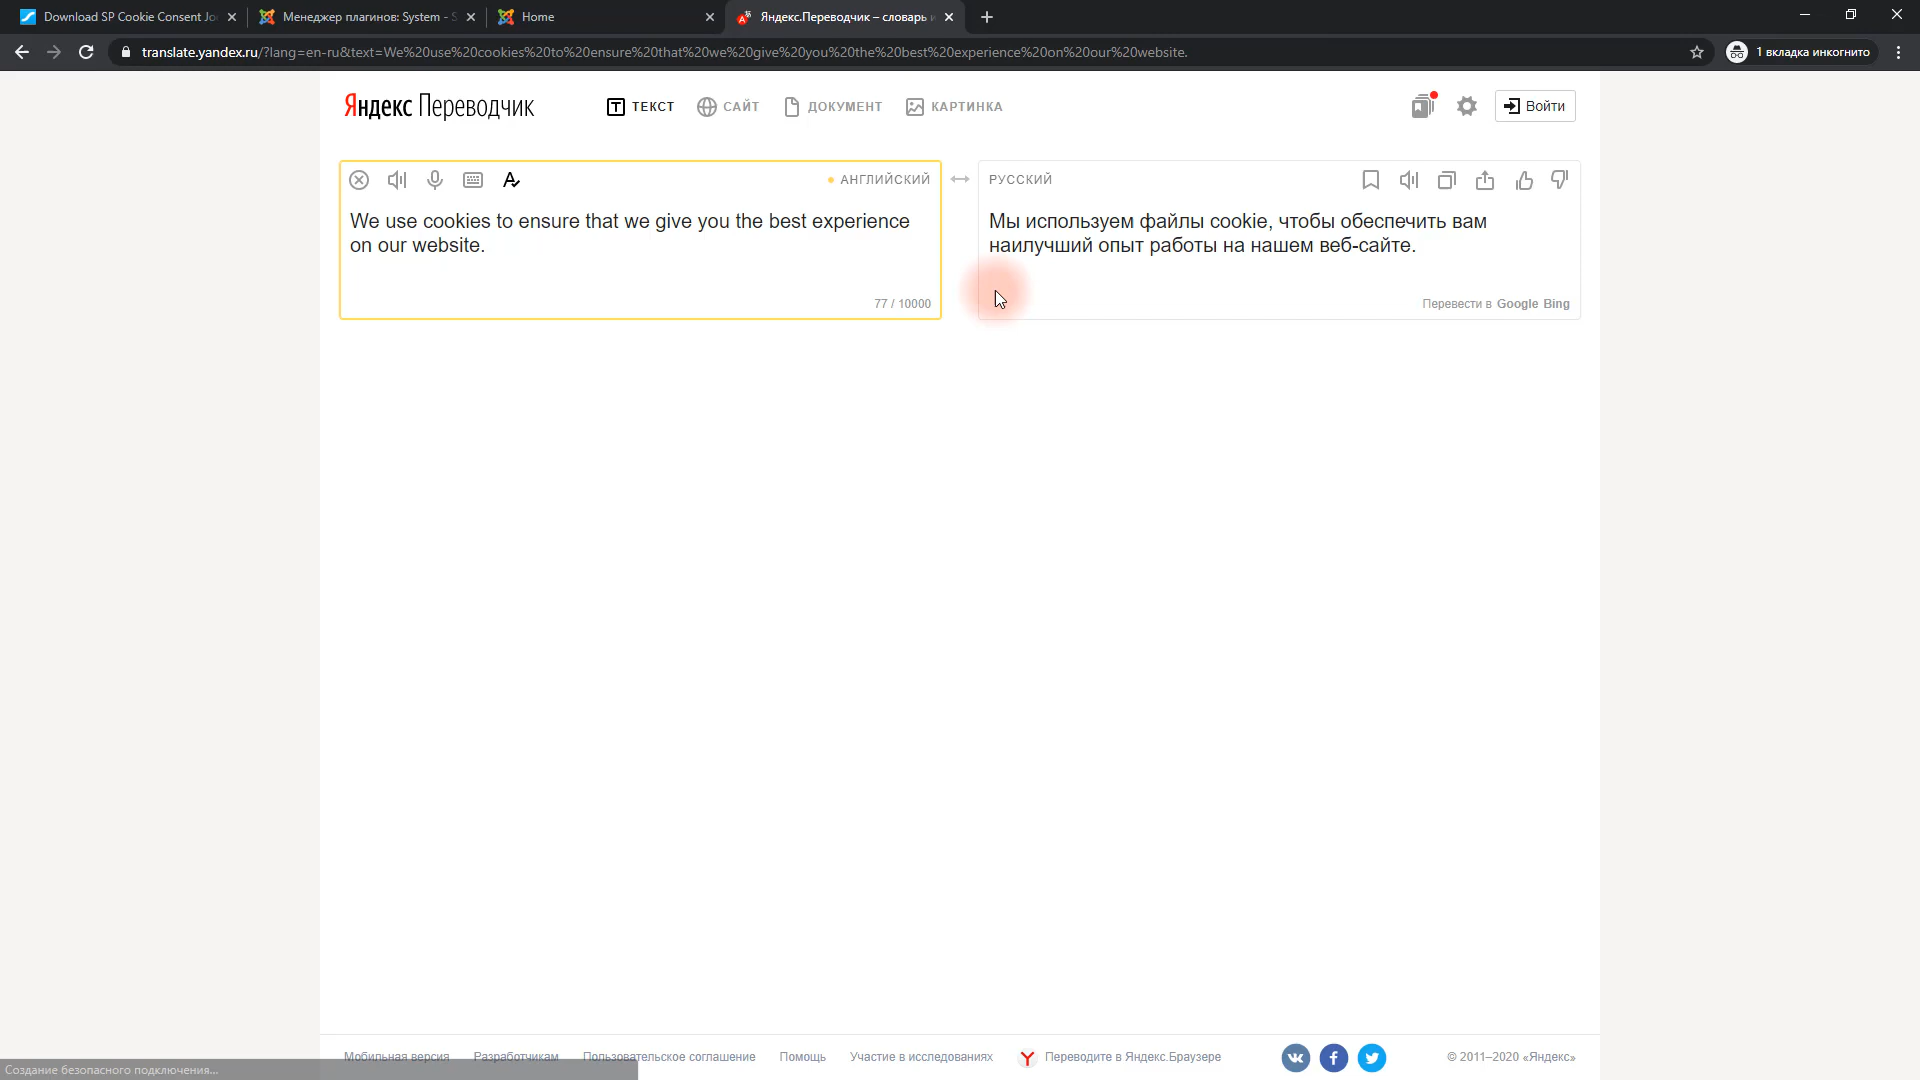 Download SP Cookie Consent Jo
Менеджер плагинов: System - S
Home
Яндекс.Переводчик – словарь и
translate.yandex.ru/?lang=en-ru&text=We%20use%20cookies%20to%20ensure%20that%20we%20give%20you%20the%20best%20experience%20on%20our%20website.
1 вкладка инкогнито
Яндекс Переводчик
ТЕКСТ
САЙТ
ДОКУМЕНТ
КАРТИНКА
Войти
АНГЛИЙСКИЙ
We use cookies to ensure that we give you the best experience
on our website.
77 / 10000
РУССКИЙ
Мы используем файлы cookie, чтобы обеспечить вам
наилучший опыт работы на нашем веб-сайте.
Перевести в Google Bing
Мобильная версия
Разработчикам
Пользовательское соглашение
Помощь
Участие в исследованиях
Переводите в Яндекс.Браузере
© 2011–2020 «Яндекс»
Создание безопасного подключения...